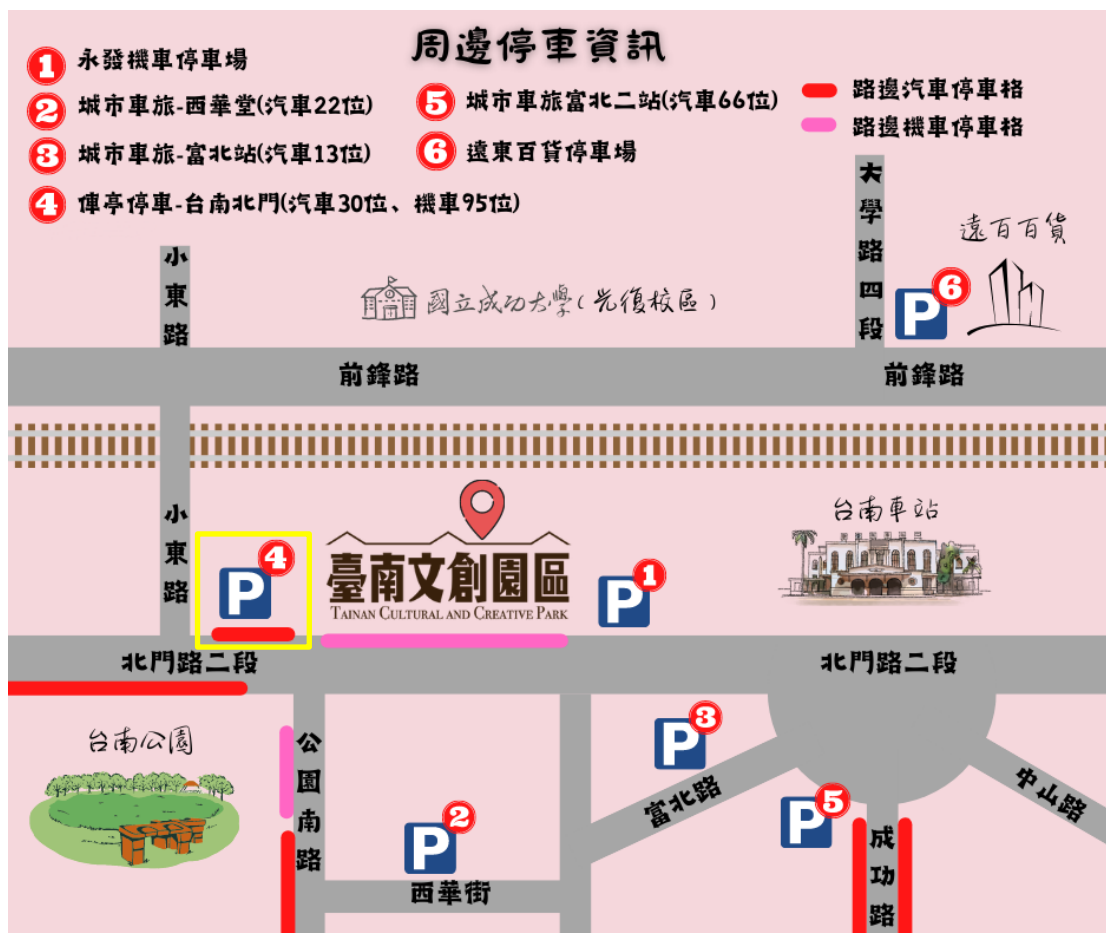 周邊停車資訊
1 永發機車停車場
2 城市車旅-西華堂(汽車22位)
3 城市車旅-富北站(汽車13位)
4 俥亭停車-台南北門(汽車30位、機車95位)
5 城市車旅富北二站(汽車66位)
6 遠東百貨停車場
路邊汽車停車格
路邊機車停車格
小東路
國立成功大學(光復校區)
大學路四段
遠百百貨
P 6
前鋒路
前鋒路
小東路
P 4
臺南文創園區
TAINAN CULTURAL AND CREATIVE PARK
P 1
台南車站
北門路二段
北門路二段
台南公園
公園南路
P 2
西華街
P 3
富北路
P 5
成功路
中山路